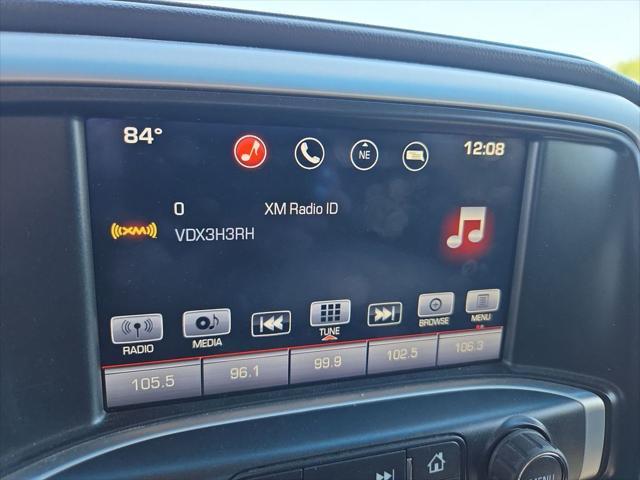 84° 12:08
NE
0 XM Radio ID
((XM)) VDX3H3RH
RADIO MEDIA TUNE BROWSE MENU
105.5 96.1 99.9 102.5 106.3
MENU